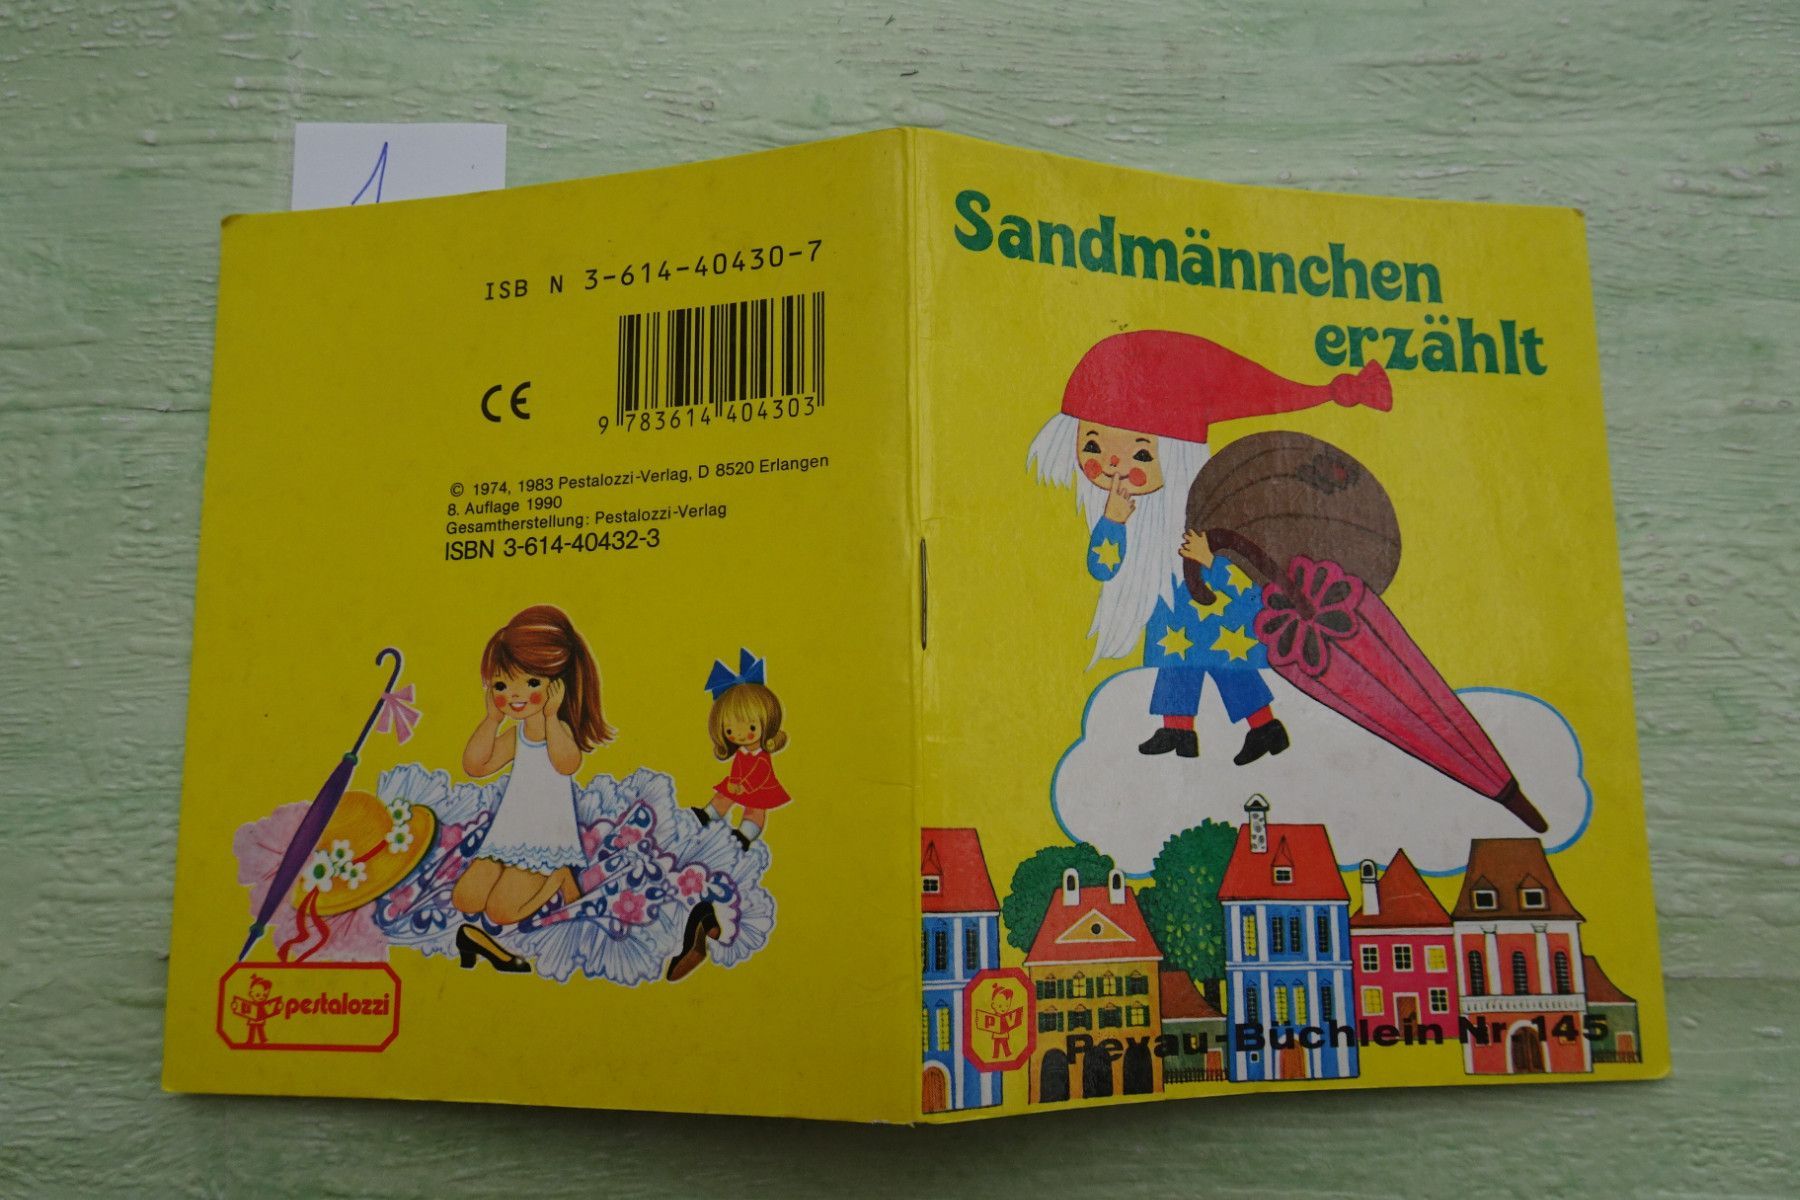 1
ISB N 3-614-40430-7
CE
9 783614 404303
© 1974, 1983 Pestalozzi-Verlag, D 8520 Erlangen
8. Auflage 1990
Gesamtherstellung: Pestalozzi-Verlag
ISBN 3-614-40432-3
pestalozzi
Sandmännchen
erzählt
P V
Pevau-Büchlein Nr. 145